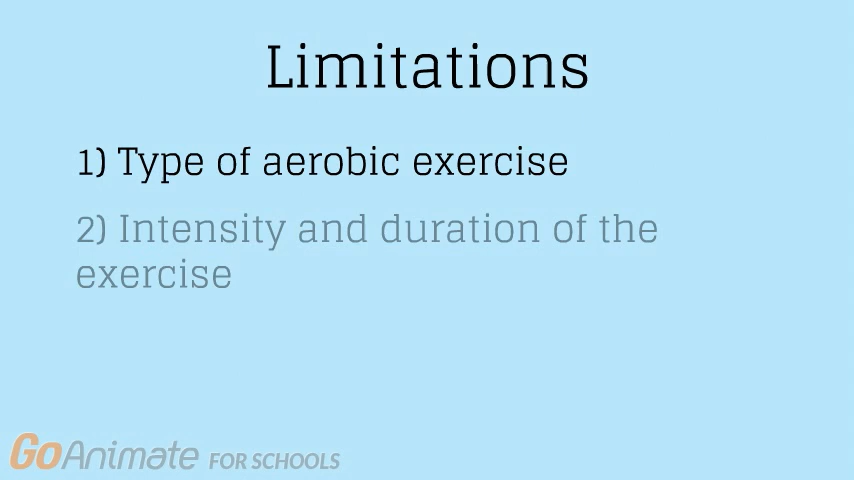 Limitations
1) Type of aerobic exercise
2) Intensity and duration of the
exercise
GoAnimate FOR SCHOOLS